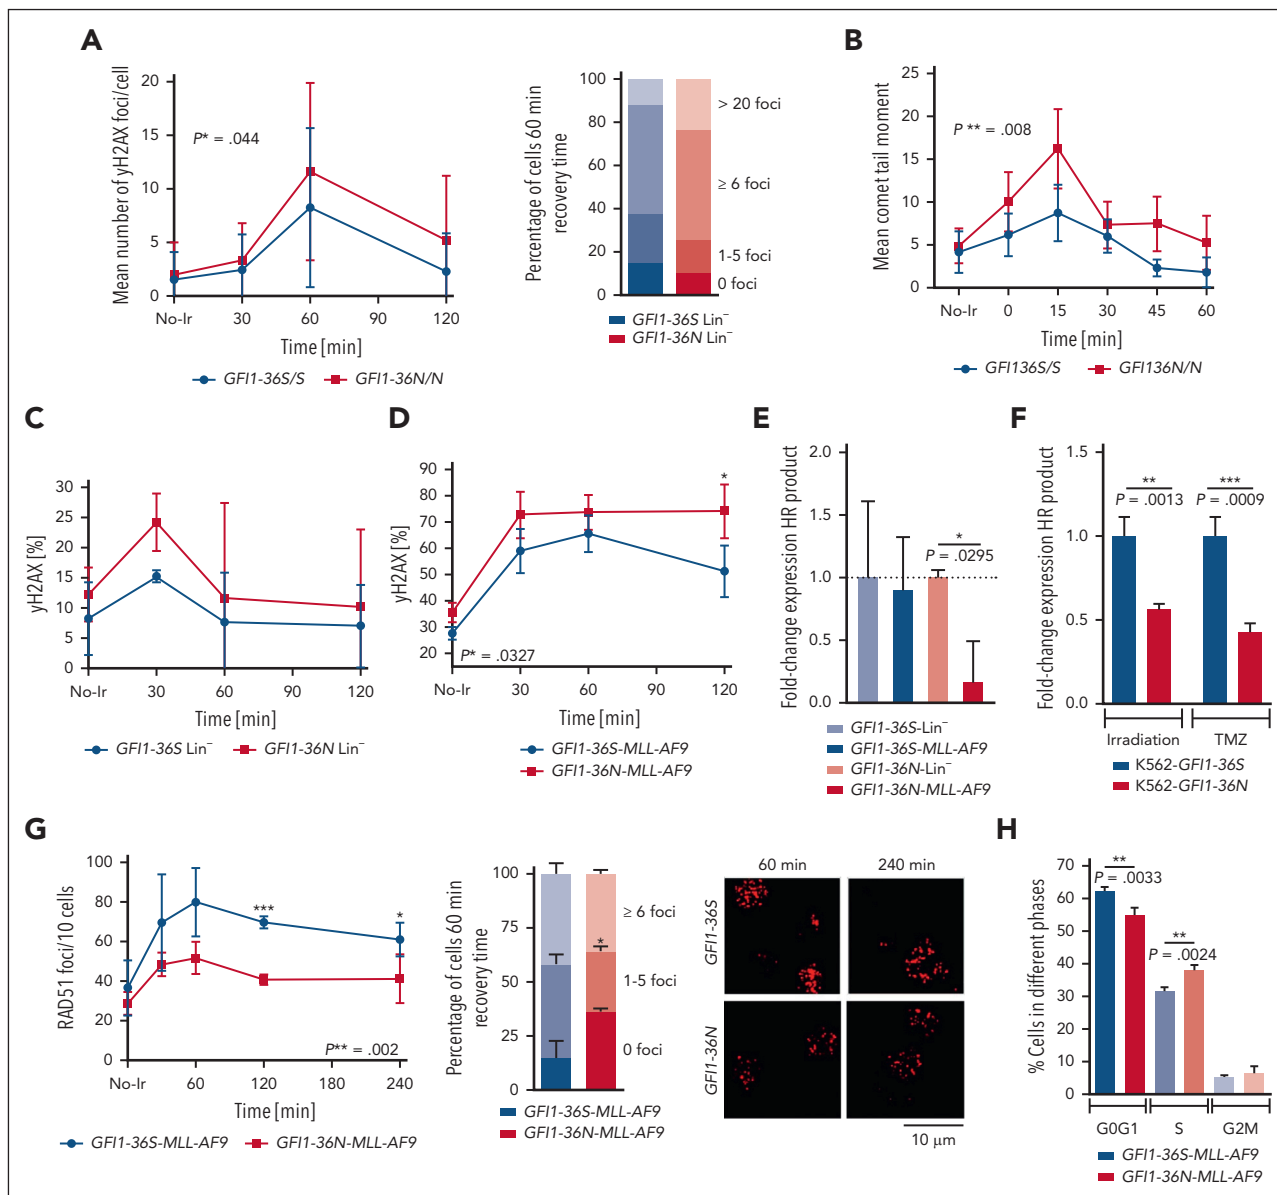 A
Mean number of yH2AX foci/cell
20
15
10
5
0
P* = .044
No-Ir
30
60
90
120
Time [min]
GFI1-36S/S
GFI1-36N/N
Percentage of cells 60 min
recovery time
100
80
60
40
20
0
> 20 foci
≥ 6 foci
1-5 foci
0 foci
GFI1-36S Lin⁻
GFI1-36N Lin⁻
B
Mean comet tail moment
25
20
15
10
5
0
P ** = .008
No-Ir
0
15
30
45
60
Time [min]
GFI136S/S
GFI136N/N
C
yH2AX [%]
30
25
20
15
10
5
0
No-Ir
30
60
90
120
Time [min]
GFI1-36S Lin⁻
GFI1-36N Lin⁻
D
yH2AX [%]
90
80
70
60
50
40
30
20
*
P* = .0327
No-Ir
30
60
90
120
Time [min]
GFI1-36S-MLL-AF9
GFI1-36N-MLL-AF9
E
Fold-change expression HR product
2.0
1.5
1.0
0.5
0.0
*
P = .0295
GFI1-36S-Lin⁻
GFI1-36S-MLL-AF9
GFI1-36N-Lin⁻
GFI1-36N-MLL-AF9
F
Fold-change expression HR product
1.5
1.0
0.5
0.0
**
P = .0013
***
P = .0009
Irradiation
TMZ
K562-GFI1-36S
K562-GFI1-36N
G
RAD51 foci/10 cells
100
80
60
40
20
0
***
*
P** = .002
No-Ir
60
120
180
240
Time [min]
GFI1-36S-MLL-AF9
GFI1-36N-MLL-AF9
Percentage of cells 60 min
recovery time
100
75
50
25
0
*
≥ 6 foci
1-5 foci
0 foci
GFI1-36S-MLL-AF9
GFI1-36N-MLL-AF9
60 min
240 min
GFI1-36S
GFI1-36N
10 μm
H
% Cells in different phases
70
60
50
40
30
20
10
0
**
P = .0033
**
P = .0024
G0G1
S
G2M
GFI1-36S-MLL-AF9
GFI1-36N-MLL-AF9